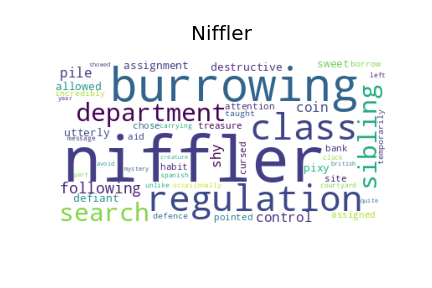 Niffler
showed
sweet
borrow
assignment
destructive
pile
burrowing
left
allowed
incredibly
coin
year
department
attention
taught
class
sibling
temporarily
utterly
chose
carrying
treasure
message
aid
niffler
shy
cursed
bank
clock
british
avoid
habit
creature
mystery
pixy
part
spanish
site
following
unlike
occasionally
courtyard
quite
defiant
regulation
search
defence
pointed
control
assigned